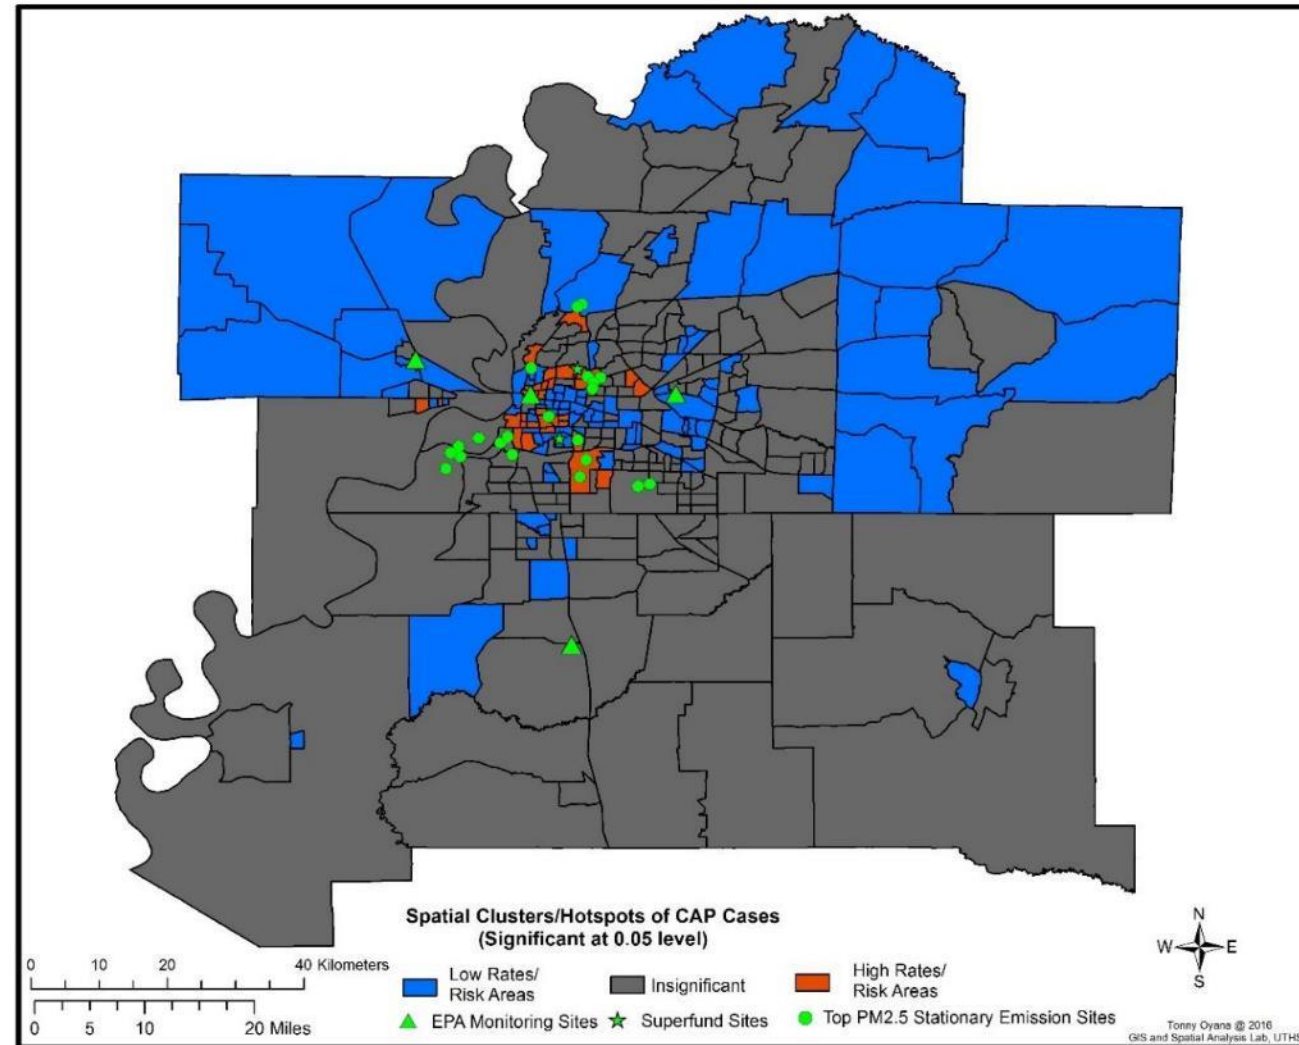 Spatial Clusters/Hotspots of CAP Cases
(Significant at 0.05 level)
0 10 20 40 Kilometers
0 5 10 20 Miles
Low Rates/
Risk Areas
Insignificant
High Rates/
Risk Areas
EPA Monitoring Sites
Superfund Sites
Top PM2.5 Stationary Emission Sites
N
W E
S
Tonny Oyana @ 2016
GIS and Spatial Analysis Lab, UTHS